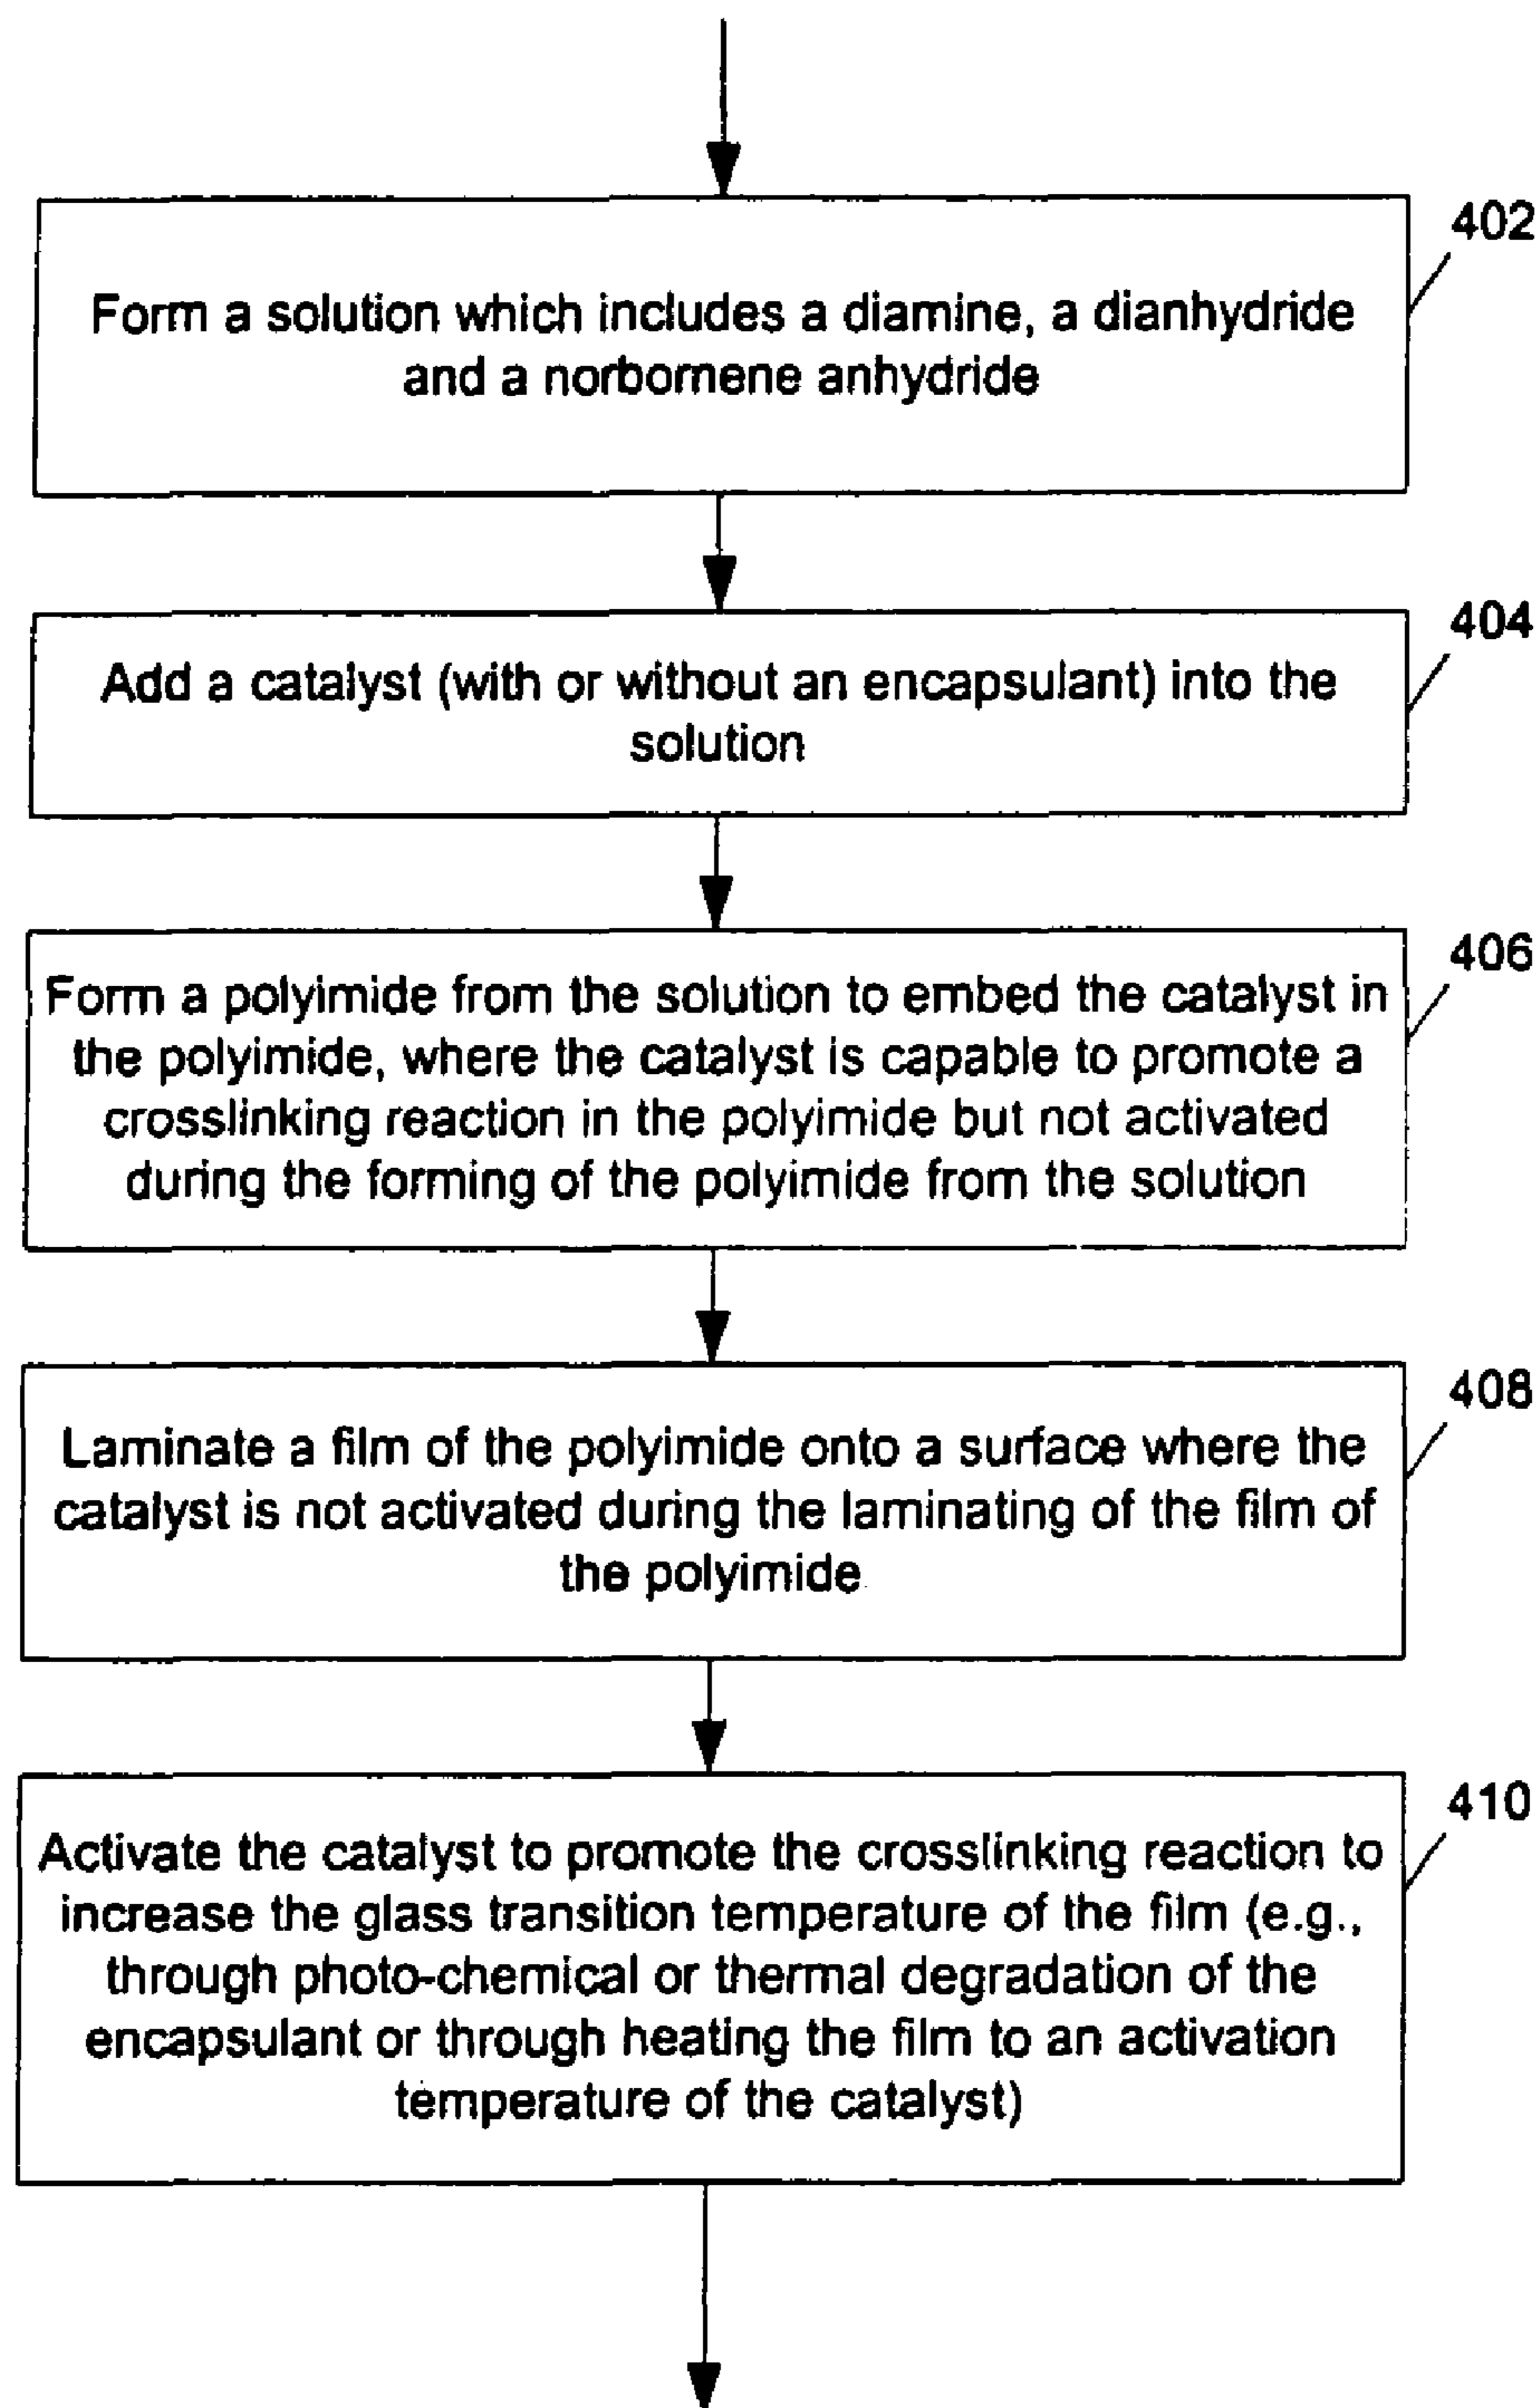 402
Form a solution which includes a diamine, a dianhydride
and a norbornene anhydride
404
Add a catalyst (with or without an encapsulant) into the
solution
406
Form a polyimide from the solution to embed the catalyst in
the polyimide, where the catalyst is capable to promote a
crosslinking reaction in the polyimide but not activated
during the forming of the polyimide from the solution
408
Laminate a film of the polyimide onto a surface where the
catalyst is not activated during the laminating of the film of
the polyimide
410
Activate the catalyst to promote the crosslinking reaction to
increase the glass transition temperature of the film (e.g.,
through photo-chemical or thermal degradation of the
encapsulant or through heating the film to an activation
temperature of the catalyst)